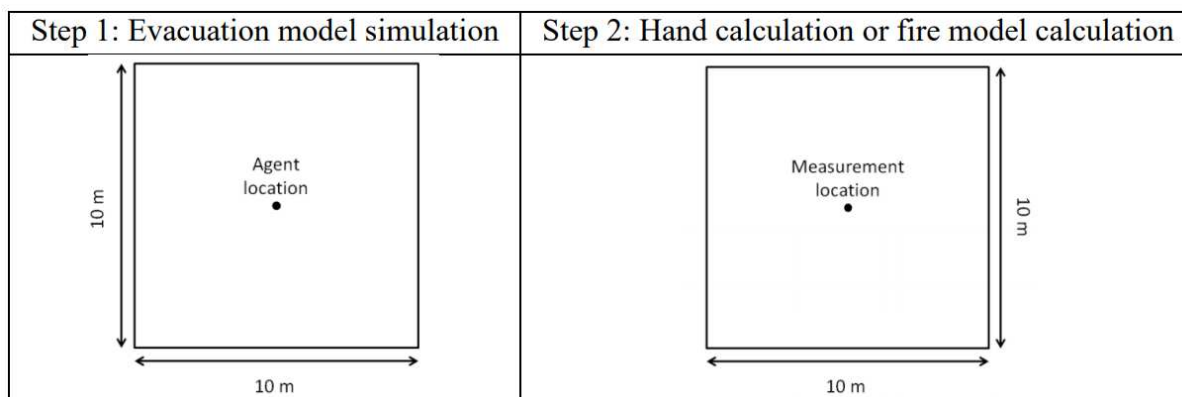 Step 1: Evacuation model simulation
Step 2: Hand calculation or fire model calculation
Agent
location
10 m
10 m
Measurement
location
10 m
10 m